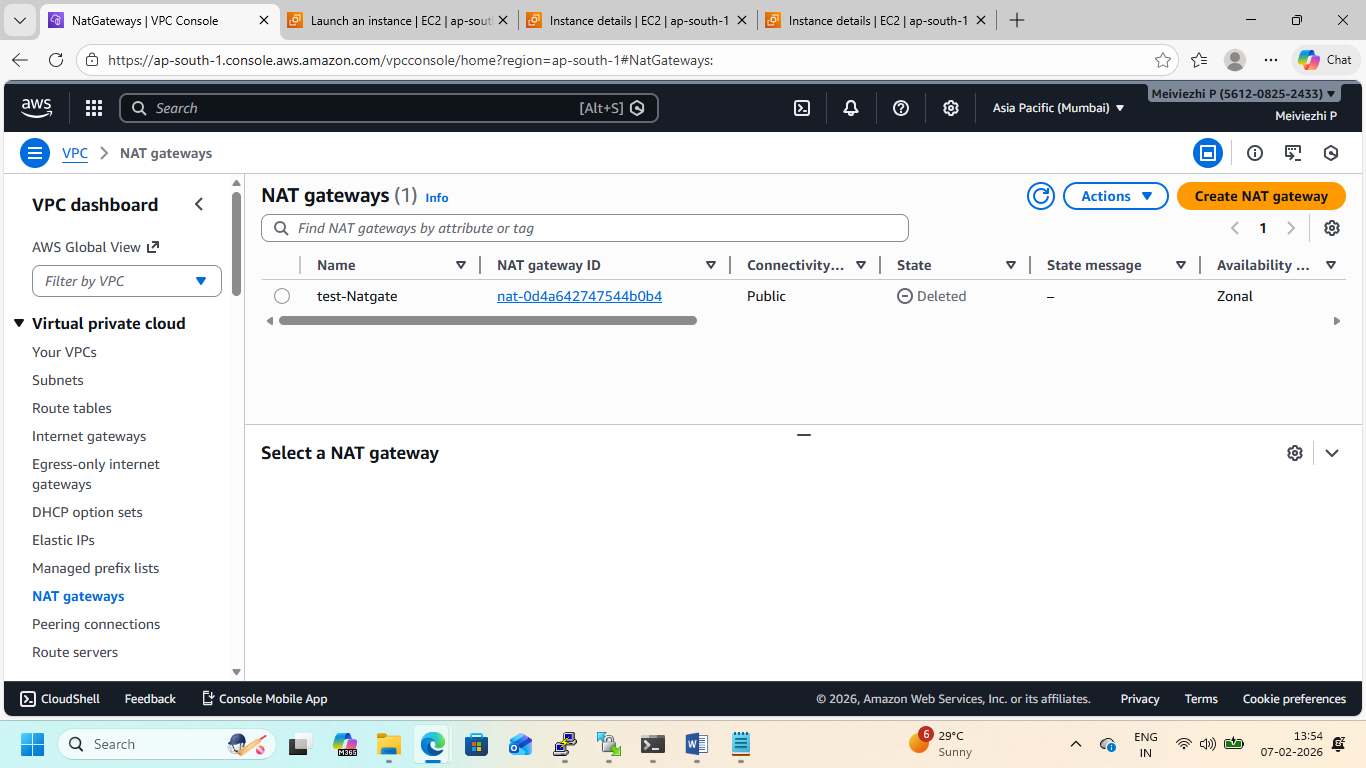 NatGateways | VPC Console
Launch an instance | EC2 | ap-sout
Instance details | EC2 | ap-south-1
Instance details | EC2 | ap-south-1
https://ap-south-1.console.aws.amazon.com/vpcconsole/home?region=ap-south-1#NatGateways:
Chat
aws
Search
[Alt+S]
Asia Pacific (Mumbai)
Meiviezhi P (5612-0825-2433)
Meiviezhi P
VPC
NAT gateways
VPC dashboard
AWS Global View
Filter by VPC
Virtual private cloud
Your VPCs
Subnets
Route tables
Internet gateways
Egress-only internet
gateways
DHCP option sets
Elastic IPs
Managed prefix lists
NAT gateways
Peering connections
Route servers
NAT gateways (1) Info
Actions
Create NAT gateway
Find NAT gateways by attribute or tag
1
Name NAT gateway ID Connectivity... State State message Availability ...
test-Natgate nat-0d4a642747544b0b4 Public Deleted – Zonal
Select a NAT gateway
CloudShell Feedback Console Mobile App © 2026, Amazon Web Services, Inc. or its affiliates. Privacy Terms Cookie preferences
Search
M365
6
29°C
Sunny
ENG
IN
13:54
07-02-2026